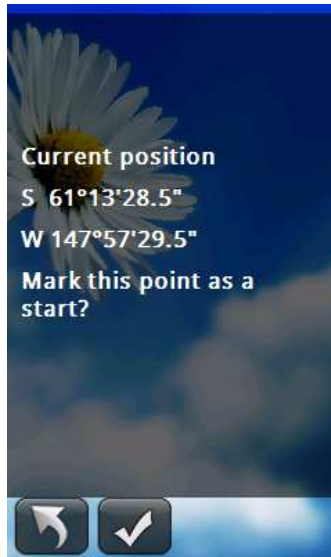 Current position
S 61°13'28.5"
W 147°57'29.5"
Mark this point as a
start?